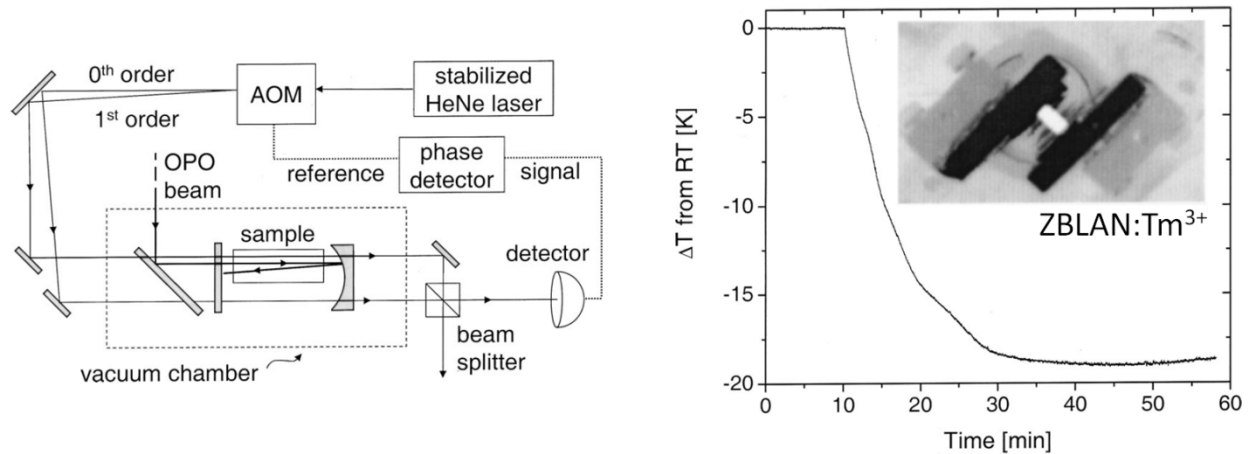 0th order
1st order
AOM
stabilized
HeNe laser
OPO
beam
reference
phase
detector
signal
sample
detector
vacuum chamber
beam
splitter
ΔT from RT [K]
0
-5
-10
-15
-20
ZBLAN:Tm3+
0 10 20 30 40 50 60
Time [min]